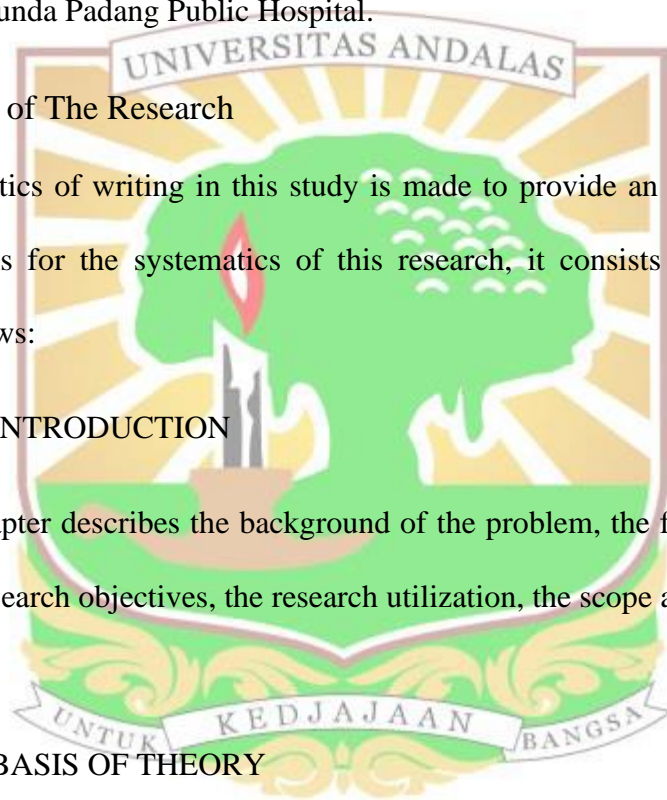 unda Padang Public Hospital.
UNIVERSITAS ANDALAS
of The Research
tics of writing in this study is made to provide an
s for the systematics of this research, it consists
ws:
NTRODUCTION
apter describes the background of the problem, the f
earch objectives, the research utilization, the scope a
UNTUK KEDJAJAAN BANGSA
BASIS OF THEORY